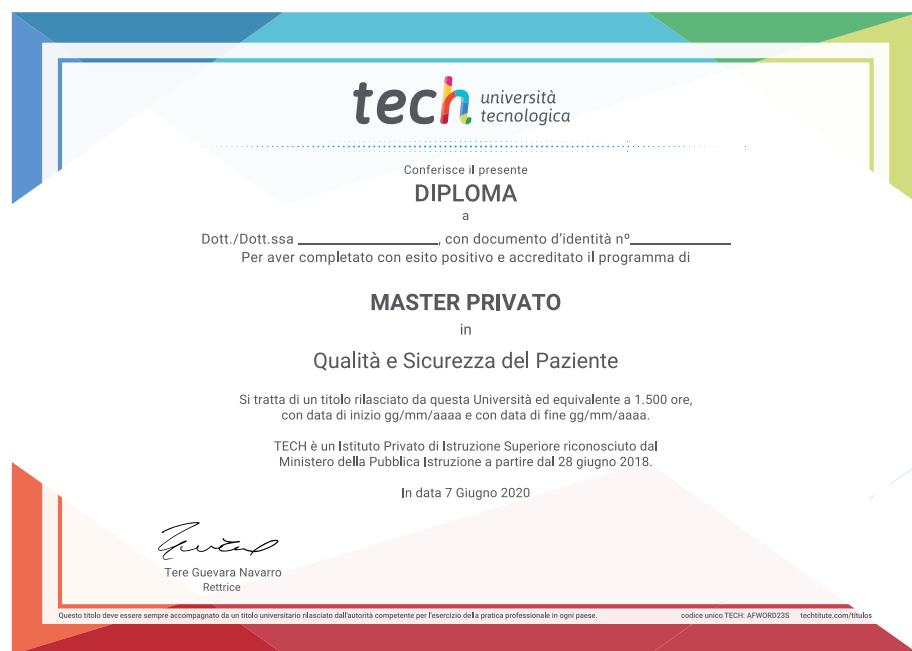 tech università
tecnologica
Conferisce il presente
DIPLOMA
a
Dott./Dott.ssa ____________________, con documento d'identità nº______________
Per aver completato con esito positivo e accreditato il programma di
MASTER PRIVATO
in
Qualità e Sicurezza del Paziente
Si tratta di un titolo rilasciato da questa Università ed equivalente a 1.500 ore,
con data di inizio gg/mm/aaaa e con data di fine gg/mm/aaaa.
TECH è un Istituto Privato di Istruzione Superiore riconosciuto dal
Ministero della Pubblica Istruzione a partire dal 28 giugno 2018.
In data 7 Giugno 2020
Tere Guevara Navarro
Rettrice
Questo titolo deve essere sempre accompagnato da un titolo universitario rilasciato dall'autorità competente per l'esercizio della pratica professionale in ogni paese. codice unico TECH: AFWORD23S techtitute.com/títulos